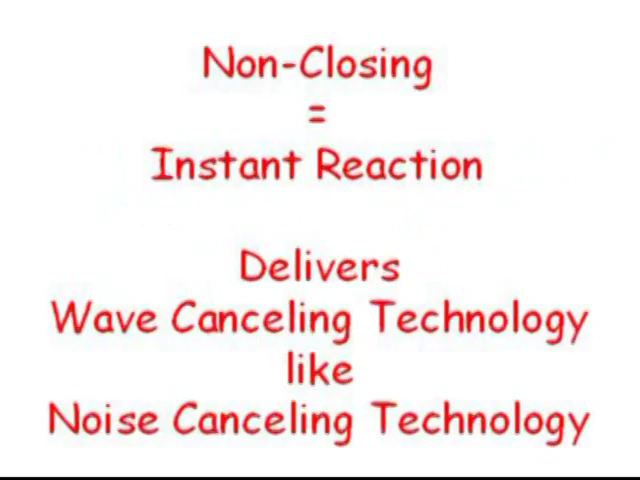 Non-Closing
=
Instant Reaction
Delivers
Wave Canceling Technology
like
Noise Canceling Technology